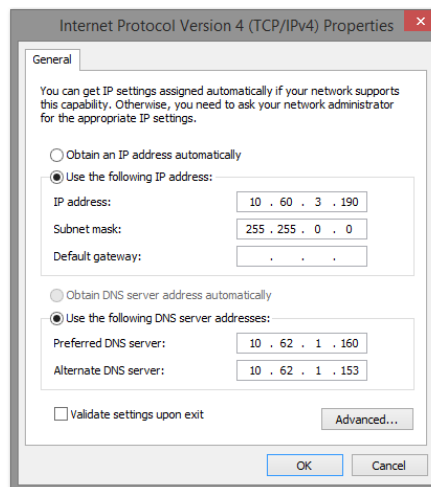 Internet Protocol Version 4 (TCP/IPv4) Properties
General
You can get IP settings assigned automatically if your network supports
this capability. Otherwise, you need to ask your network administrator
for the appropriate IP settings.
Obtain an IP address automatically
Use the following IP address:
IP address: 10 . 60 . 3 . 190
Subnet mask: 255 . 255 . 0 . 0
Default gateway: . . .
Obtain DNS server address automatically
Use the following DNS server addresses:
Preferred DNS server: 10 . 62 . 1 . 160
Alternate DNS server: 10 . 62 . 1 . 153
Validate settings upon exit
Advanced...
OK Cancel